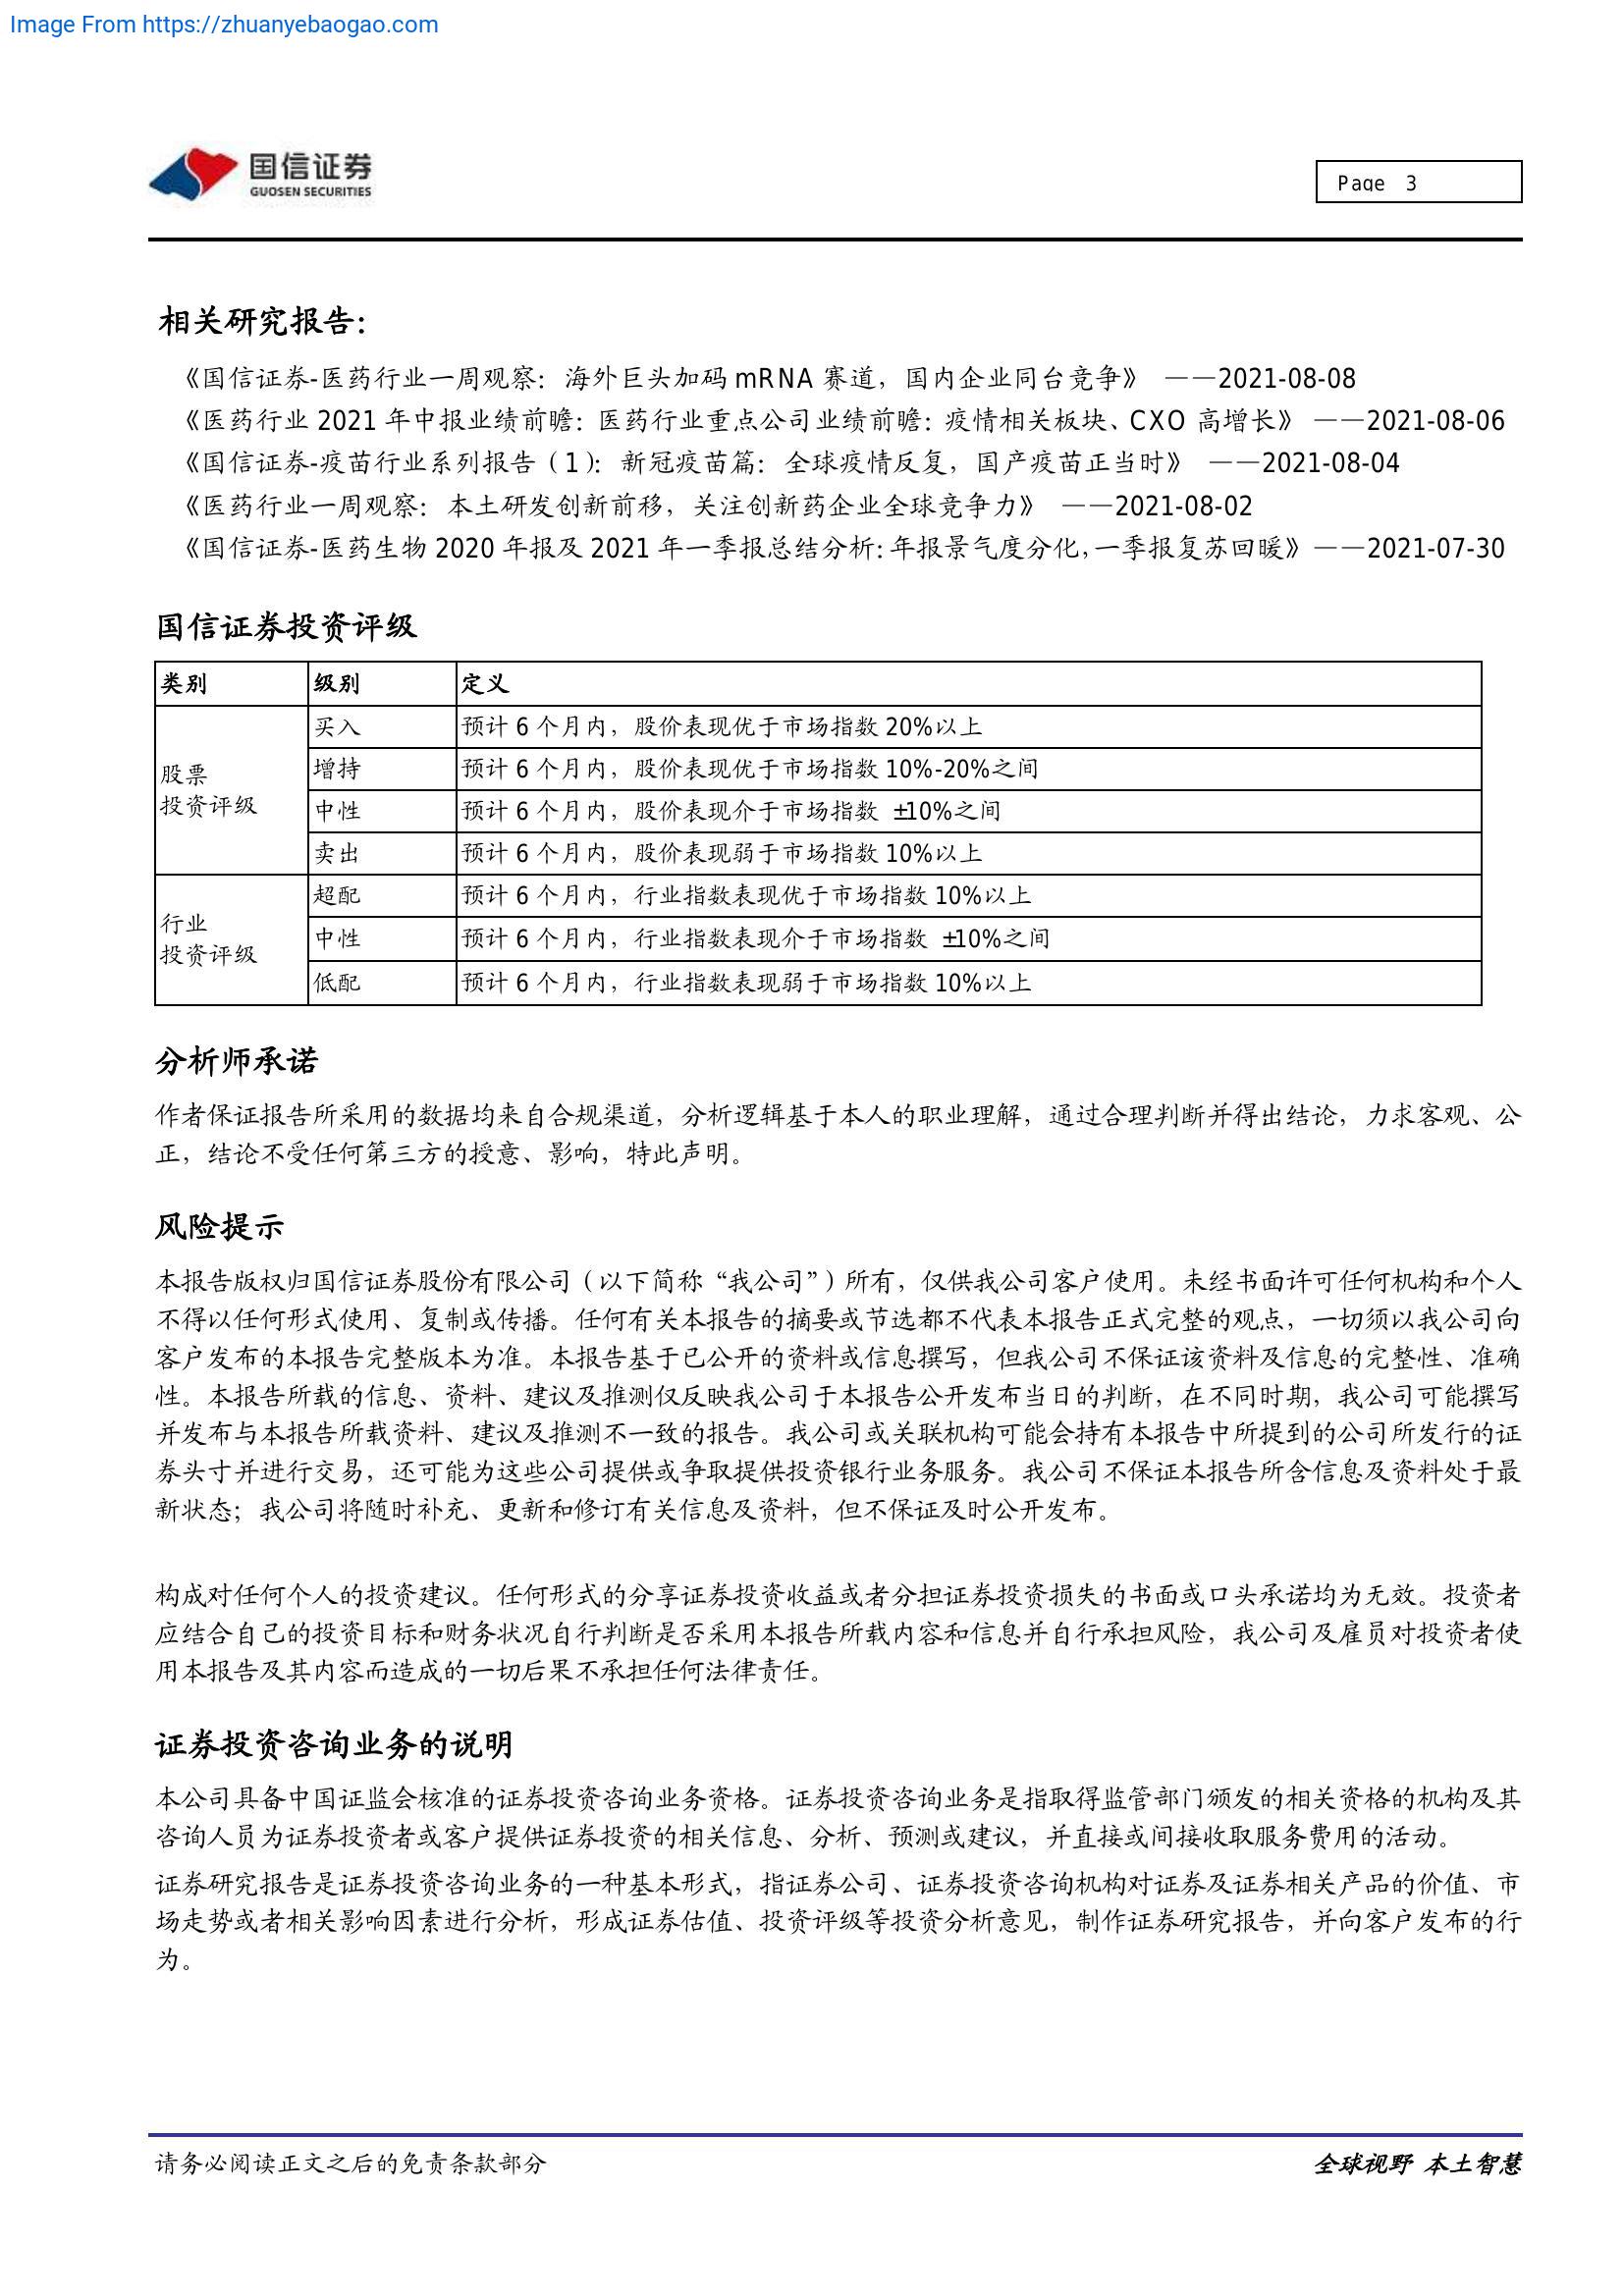 Image From https://zhuanyebaogao.com
国信证券
GUOSEN SECURITIES
Page 3
相关研究报告：
《国信证券-医药行业一周观察：海外巨头加码 mRNA 赛道，国内企业同台竞争》 ——2021-08-08
《医药行业 2021 年中报业绩前瞻：医药行业重点公司业绩前瞻：疫情相关板块、CXO 高增长》 ——2021-08-06
《国信证券-疫苗行业系列报告（1）：新冠疫苗篇：全球疫情反复，国产疫苗正当时》 ——2021-08-04
《医药行业一周观察：本土研发创新前移，关注创新药企业全球竞争力》 ——2021-08-02
《国信证券-医药生物 2020 年报及 2021 年一季报总结分析：年报景气度分化，一季报复苏回暖》——2021-07-30
国信证券投资评级
类别 级别 定义
股票
投资评级
买入 预计 6 个月内，股价表现优于市场指数 20%以上
增持 预计 6 个月内，股价表现优于市场指数 10%-20%之间
中性 预计 6 个月内，股价表现介于市场指数 ±10%之间
卖出 预计 6 个月内，股价表现弱于市场指数 10%以上
行业
投资评级
超配 预计 6 个月内，行业指数表现优于市场指数 10%以上
中性 预计 6 个月内，行业指数表现介于市场指数 ±10%之间
低配 预计 6 个月内，行业指数表现弱于市场指数 10%以上
分析师承诺
作者保证报告所采用的数据均来自合规渠道，分析逻辑基于本人的职业理解，通过合理判断并得出结论，力求客观、公
正，结论不受任何第三方的授意、影响，特此声明。
风险提示
本报告版权归国信证券股份有限公司（以下简称“我公司”）所有，仅供我公司客户使用。未经书面许可任何机构和个人
不得以任何形式使用、复制或传播。任何有关本报告的摘要或节选都不代表本报告正式完整的观点，一切须以我公司向
客户发布的本报告完整版本为准。本报告基于已公开的资料或信息撰写，但我公司不保证该资料及信息的完整性、准确
性。本报告所载的信息、资料、建议及推测仅反映我公司于本报告公开发布当日的判断，在不同时期，我公司可能撰写
并发布与本报告所载资料、建议及推测不一致的报告。我公司或关联机构可能会持有本报告中所提到的公司所发行的证
券头寸并进行交易，还可能为这些公司提供或争取提供投资银行业务服务。我公司不保证本报告所含信息及资料处于最
新状态；我公司将随时补充、更新和修订有关信息及资料，但不保证及时公开发布。
构成对任何个人的投资建议。任何形式的分享证券投资收益或者分担证券投资损失的书面或口头承诺均为无效。投资者
应结合自己的投资目标和财务状况自行判断是否采用本报告所载内容和信息并自行承担风险，我公司及雇员对投资者使
用本报告及其内容而造成的一切后果不承担任何法律责任。
证券投资咨询业务的说明
本公司具备中国证监会核准的证券投资咨询业务资格。证券投资咨询业务是指取得监管部门颁发的相关资格的机构及其
咨询人员为证券投资者或客户提供证券投资的相关信息、分析、预测或建议，并直接或间接收取服务费用的活动。
证券研究报告是证券投资咨询业务的一种基本形式，指证券公司、证券投资咨询机构对证券及证券相关产品的价值、市
场走势或者相关影响因素进行分析，形成证券估值、投资评级等投资分析意见，制作证券研究报告，并向客户发布的行
为。
请务必阅读正文之后的免责条款部分
全球视野 本土智慧